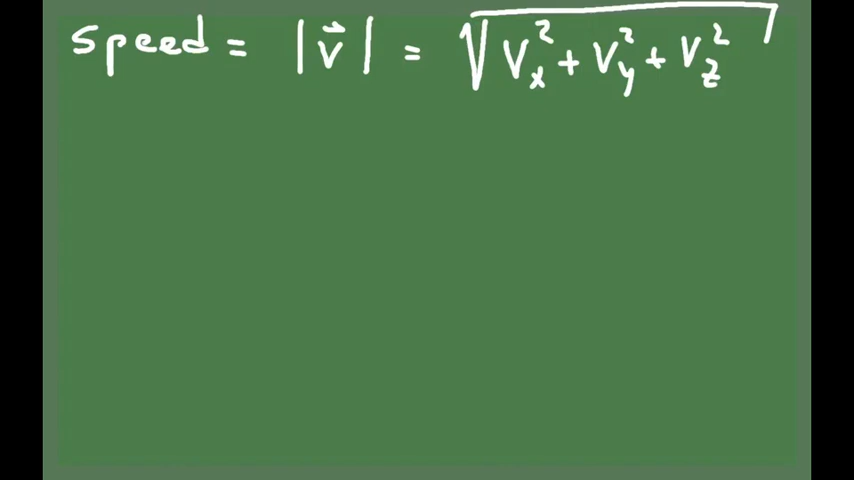 speed = |v⃗| = √(Vx² + Vy² + Vz²)